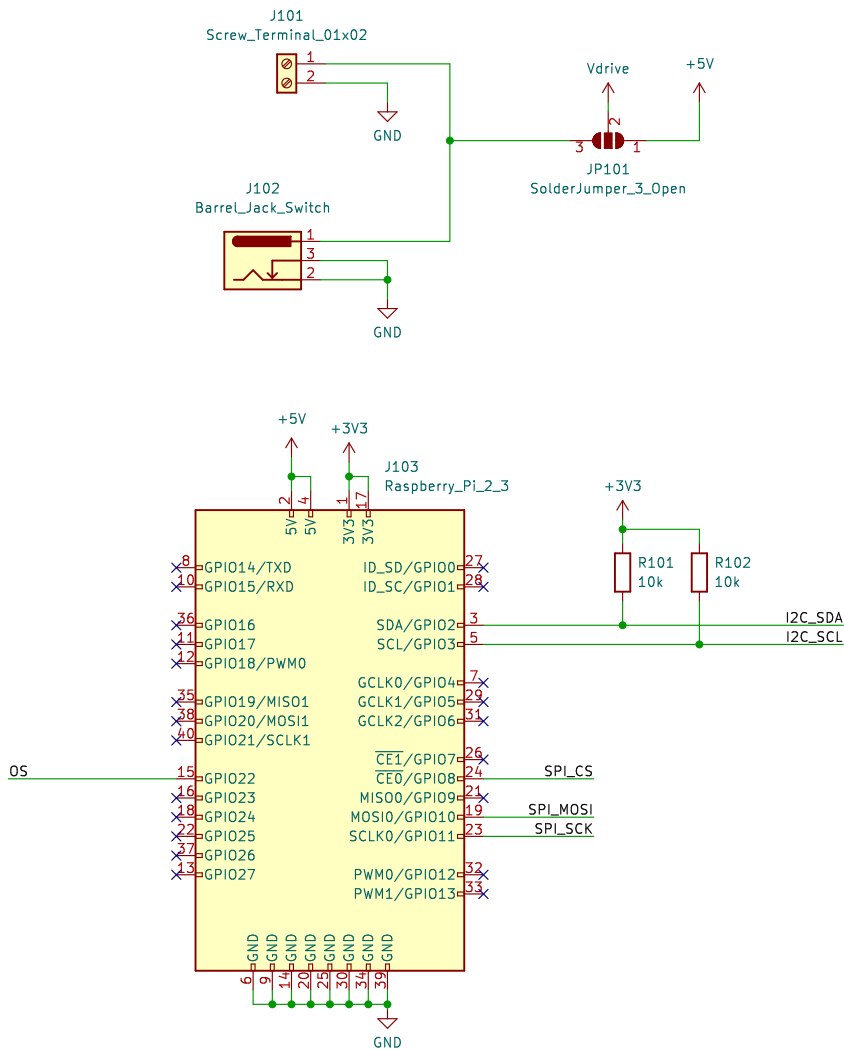 J101
Screw_Terminal_01x02
1
2
GND
Vdrive
+5V
2
3
1
JP101
SolderJumper_3_Open
J102
Barrel_Jack_Switch
1
3
2
GND
+5V
+3V3
J103
Raspberry_Pi_2_3
2
4
1
17
5V
5V
3V3
3V3
+3V3
R101
10k
R102
10k
8 GPIO14/TXD
ID_SD/GPIO0 27
10 GPIO15/RXD
ID_SC/GPIO1 28
36 GPIO16
SDA/GPIO2 3
I2C_SDA
11 GPIO17
SCL/GPIO3 5
I2C_SCL
12 GPIO18/PWM0
GCLK0/GPIO4 7
35 GPIO19/MISO1
GCLK1/GPIO5 29
38 GPIO20/MOSI1
GCLK2/GPIO6 31
40 GPIO21/SCLK1
CE1/GPIO7 26
OS
15 GPIO22
CE0/GPIO8 24
SPI_CS
16 GPIO23
MISO0/GPIO9 21
18 GPIO24
MOSI0/GPIO10 19
SPI_MOSI
22 GPIO25
SCLK0/GPIO11 23
SPI_SCK
37 GPIO26
13 GPIO27
PWM0/GPIO12 32
PWM1/GPIO13 33
GND
GND
GND
GND
GND
GND
GND
GND
6
9
14
20
25
30
34
39
GND